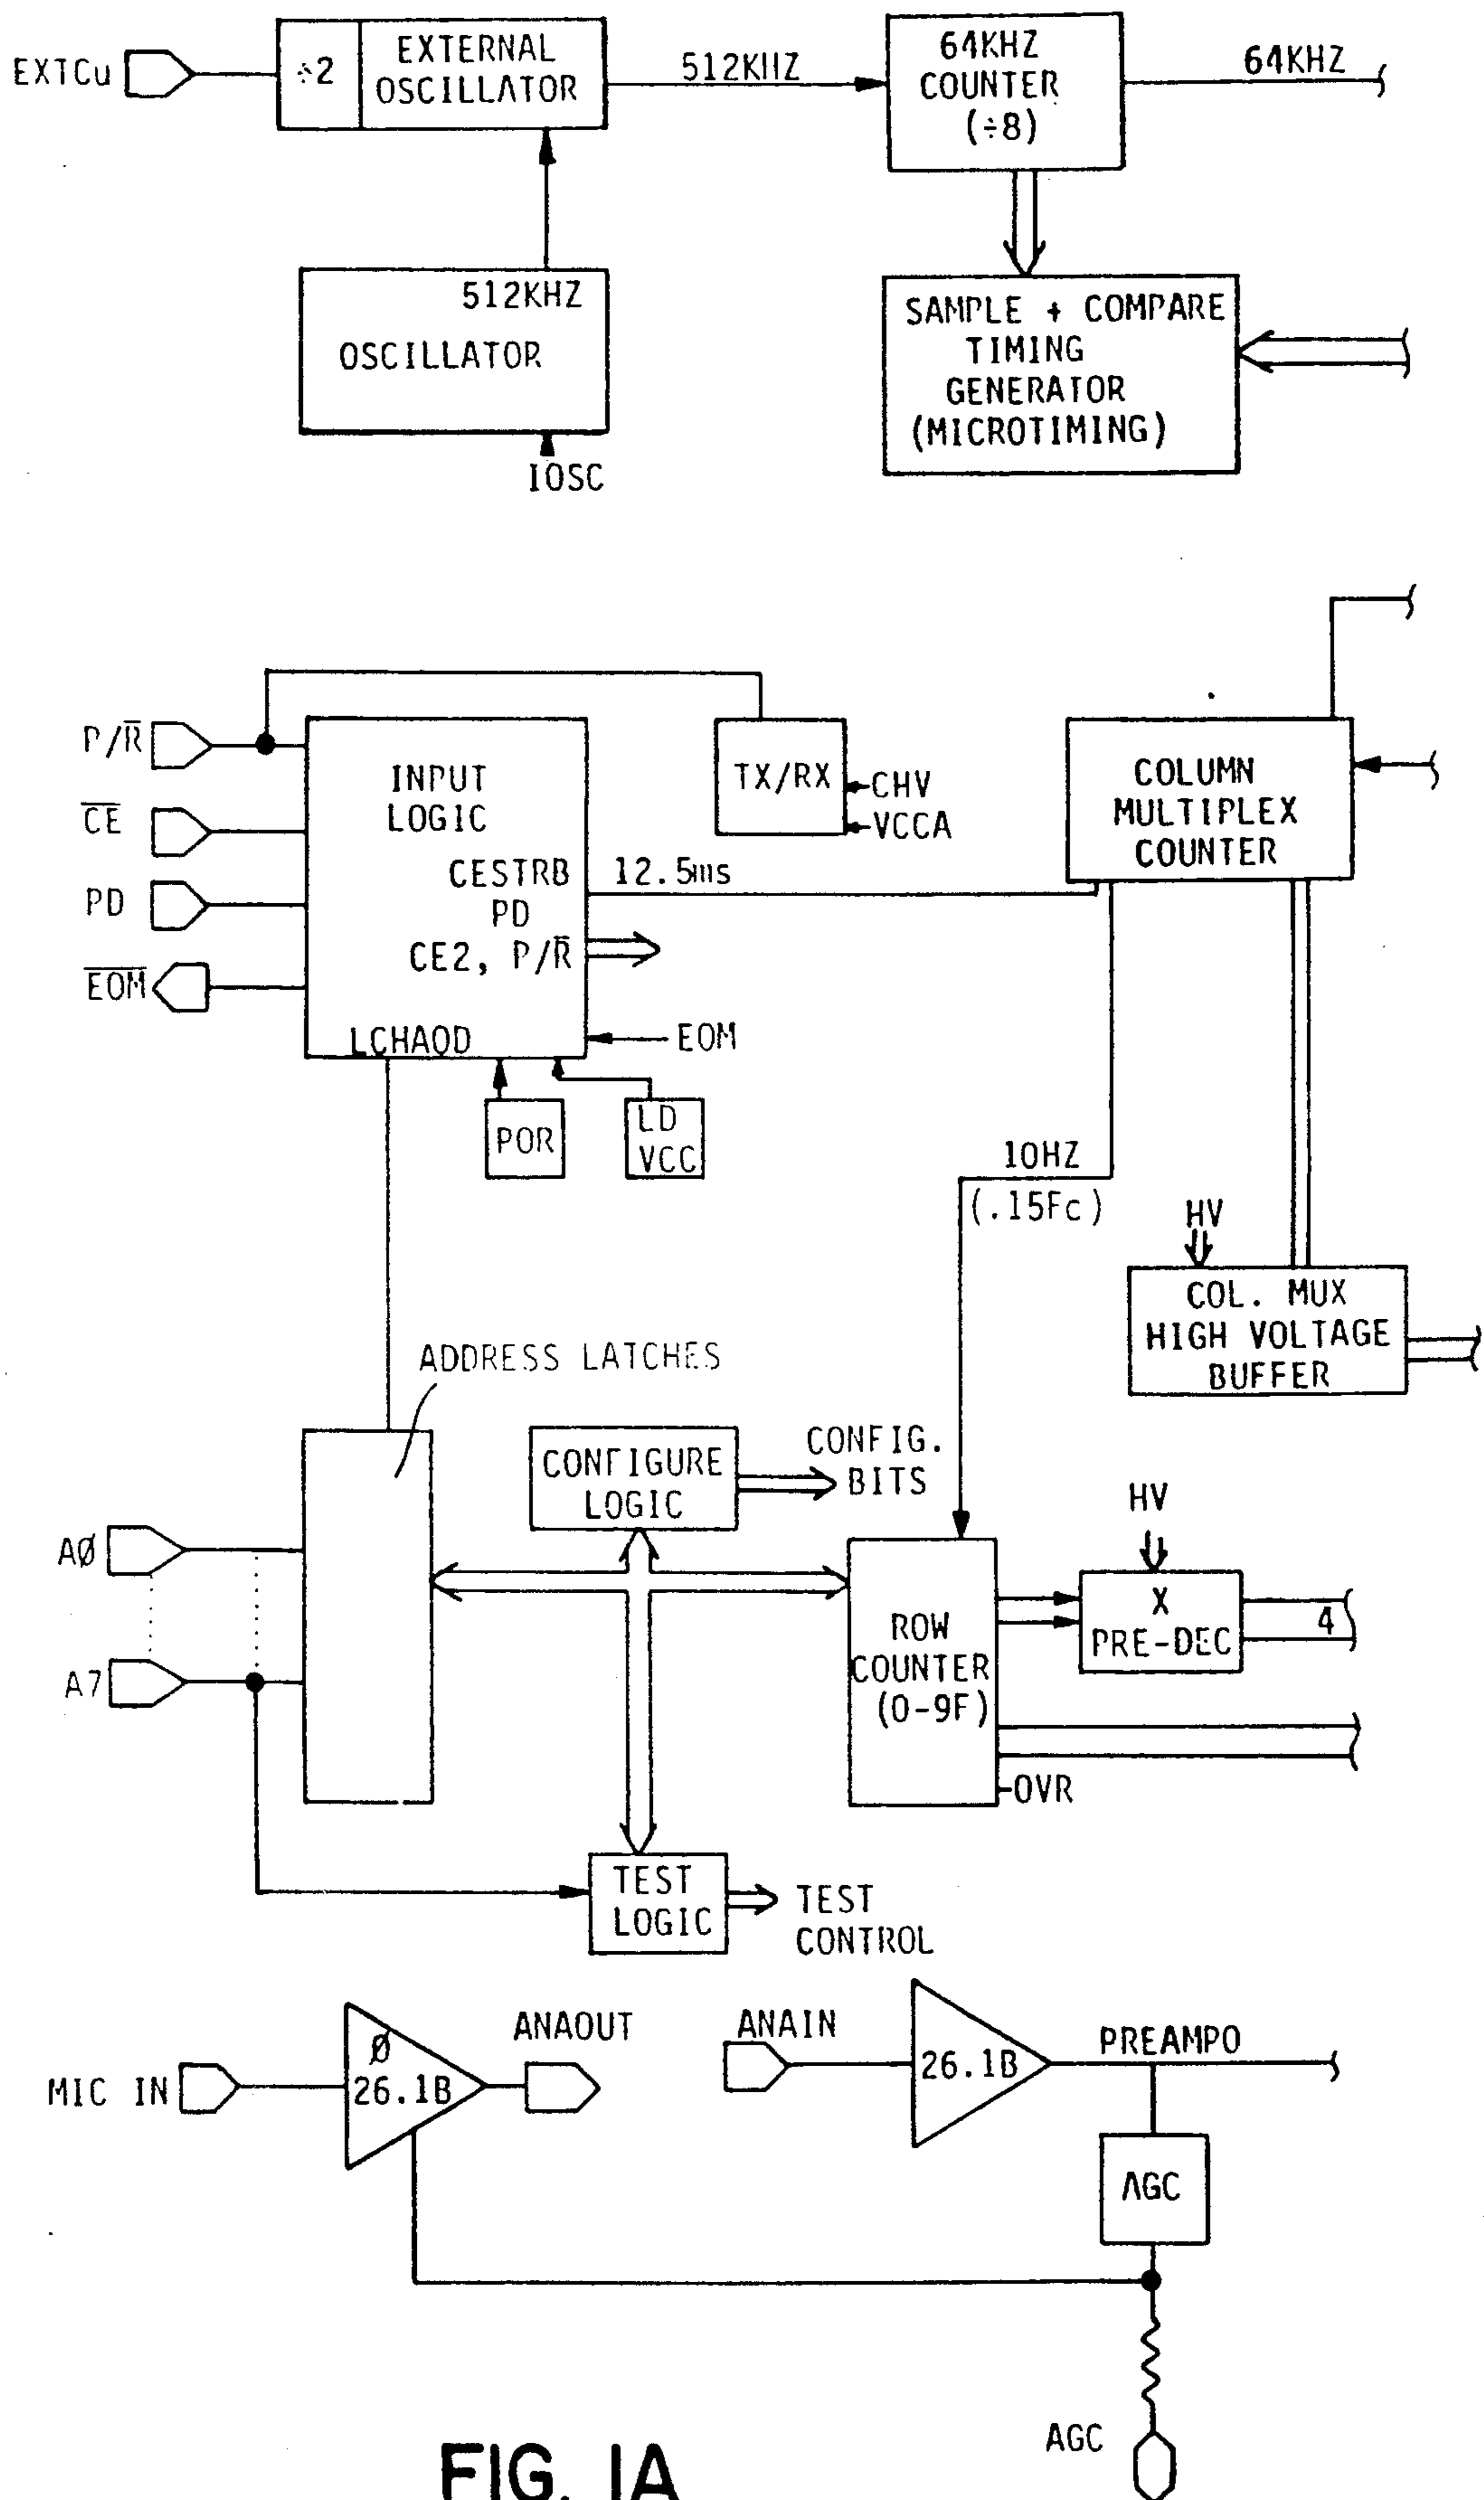 EXTCu
÷2
EXTERNAL
OSCILLATOR
512KHZ
64KHZ
COUNTER
(÷8)
64KHZ
512KHZ
OSCILLATOR
IOSC
SAMPLE + COMPARE
TIMING
GENERATOR
(MICROTIMING)
P/R̅
C̅E̅
PD
E̅O̅M̅
INPUT
LOGIC
CESTRB
PD
CE2, P/R̅
LCHAOD
12.5ms
EOM
POR
LD
VCC
TX/RX
CHV
VCCA
COLUMN
MULTIPLEX
COUNTER
10HZ
(.15Fc)
HV
COL. MUX
HIGH VOLTAGE
BUFFER
ADDRESS LATCHES
CONFIGURE
LOGIC
CONFIG.
BITS
A∅
A7
ROW
COUNTER
(0-9F)
OVR
HV
X
PRE-DEC
4
TEST
LOGIC
TEST
CONTROL
MIC IN
∅
26.1B
ANAOUT
ANAIN
26.1B
PREAMPO
AGC
AGC
FIG. 1A